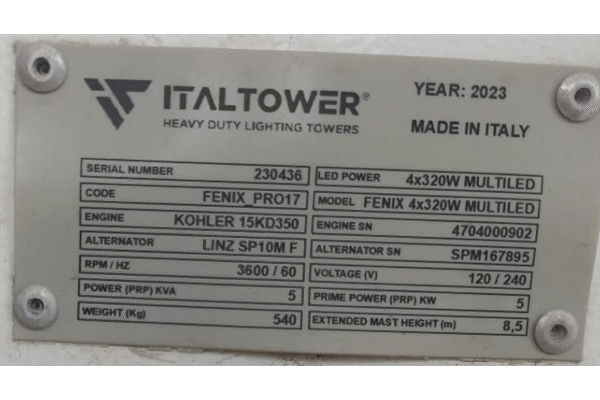 ITALTOWER®
HEAVY DUTY LIGHTING TOWERS
YEAR: 2023
MADE IN ITALY
SERIAL NUMBER 230436 LED POWER 4x320W MULTILED
CODE FENIX_PRO17 MODEL FENIX 4x320W MULTILED
ENGINE KOHLER 15KD350 ENGINE SN 4704000902
ALTERNATOR LINZ SP10M F ALTERNATOR SN SPM167895
RPM / HZ 3600 / 60 VOLTAGE (V) 120 / 240
POWER (PRP) KVA 5 PRIME POWER (PRP) KW 5
WEIGHT (Kg) 540 EXTENDED MAST HEIGHT (m) 8,5